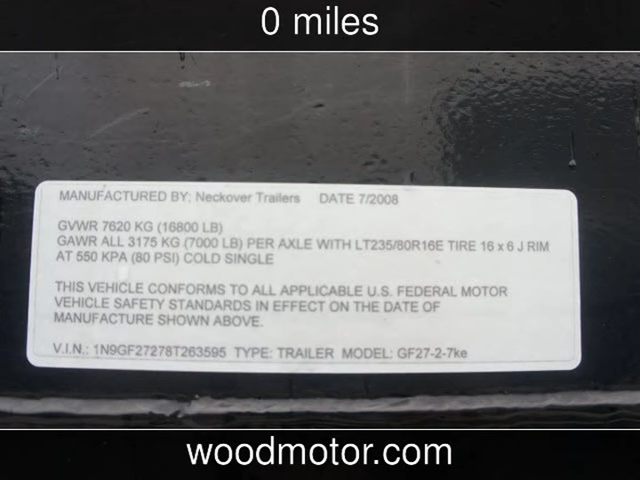 0 miles
MANUFACTURED BY: Neckover Trailers DATE 7/2008
GVWR 7620 KG (16800 LB)
GAWR ALL 3175 KG (7000 LB) PER AXLE WITH LT235/80R16E TIRE 16 x 6 J RIM
AT 550 KPA (80 PSI) COLD SINGLE
THIS VEHICLE CONFORMS TO ALL APPLICABLE U.S. FEDERAL MOTOR
VEHICLE SAFETY STANDARDS IN EFFECT ON THE DATE OF
MANUFACTURE SHOWN ABOVE.
V.I.N.: 1N9GF27278T263595 TYPE: TRAILER MODEL: GF27-2-7ke
woodmotor.com